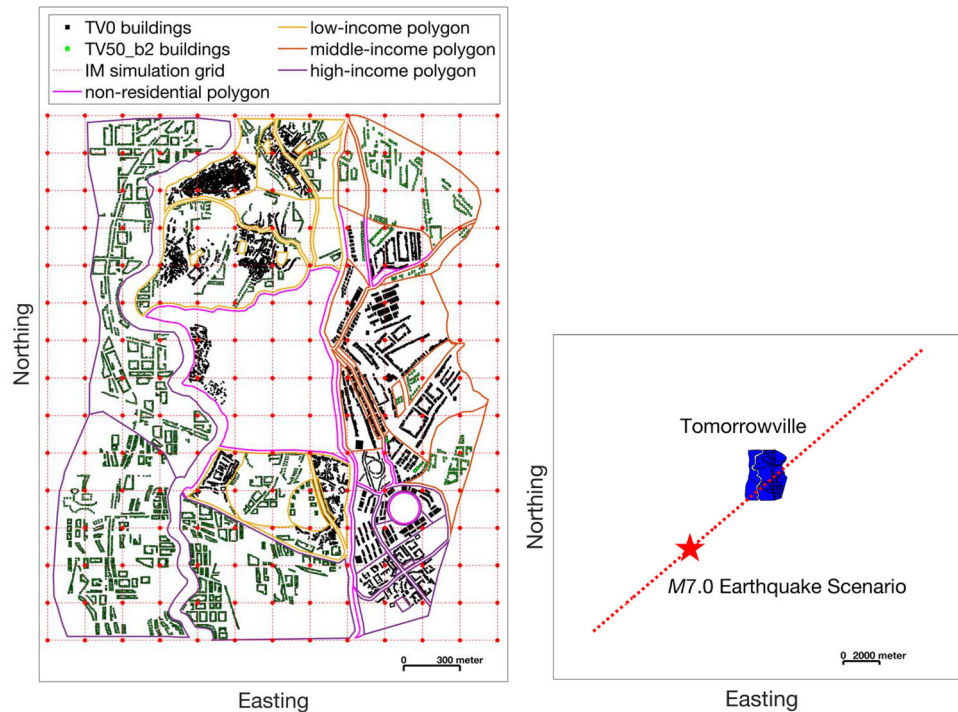 TV0 buildings
TV50_b2 buildings
IM simulation grid
non-residential polygon
low-income polygon
middle-income polygon
high-income polygon
Northing
0 300 meter
Easting
Tomorrowville
M7.0 Earthquake Scenario
Northing
0 2000 meter
Easting